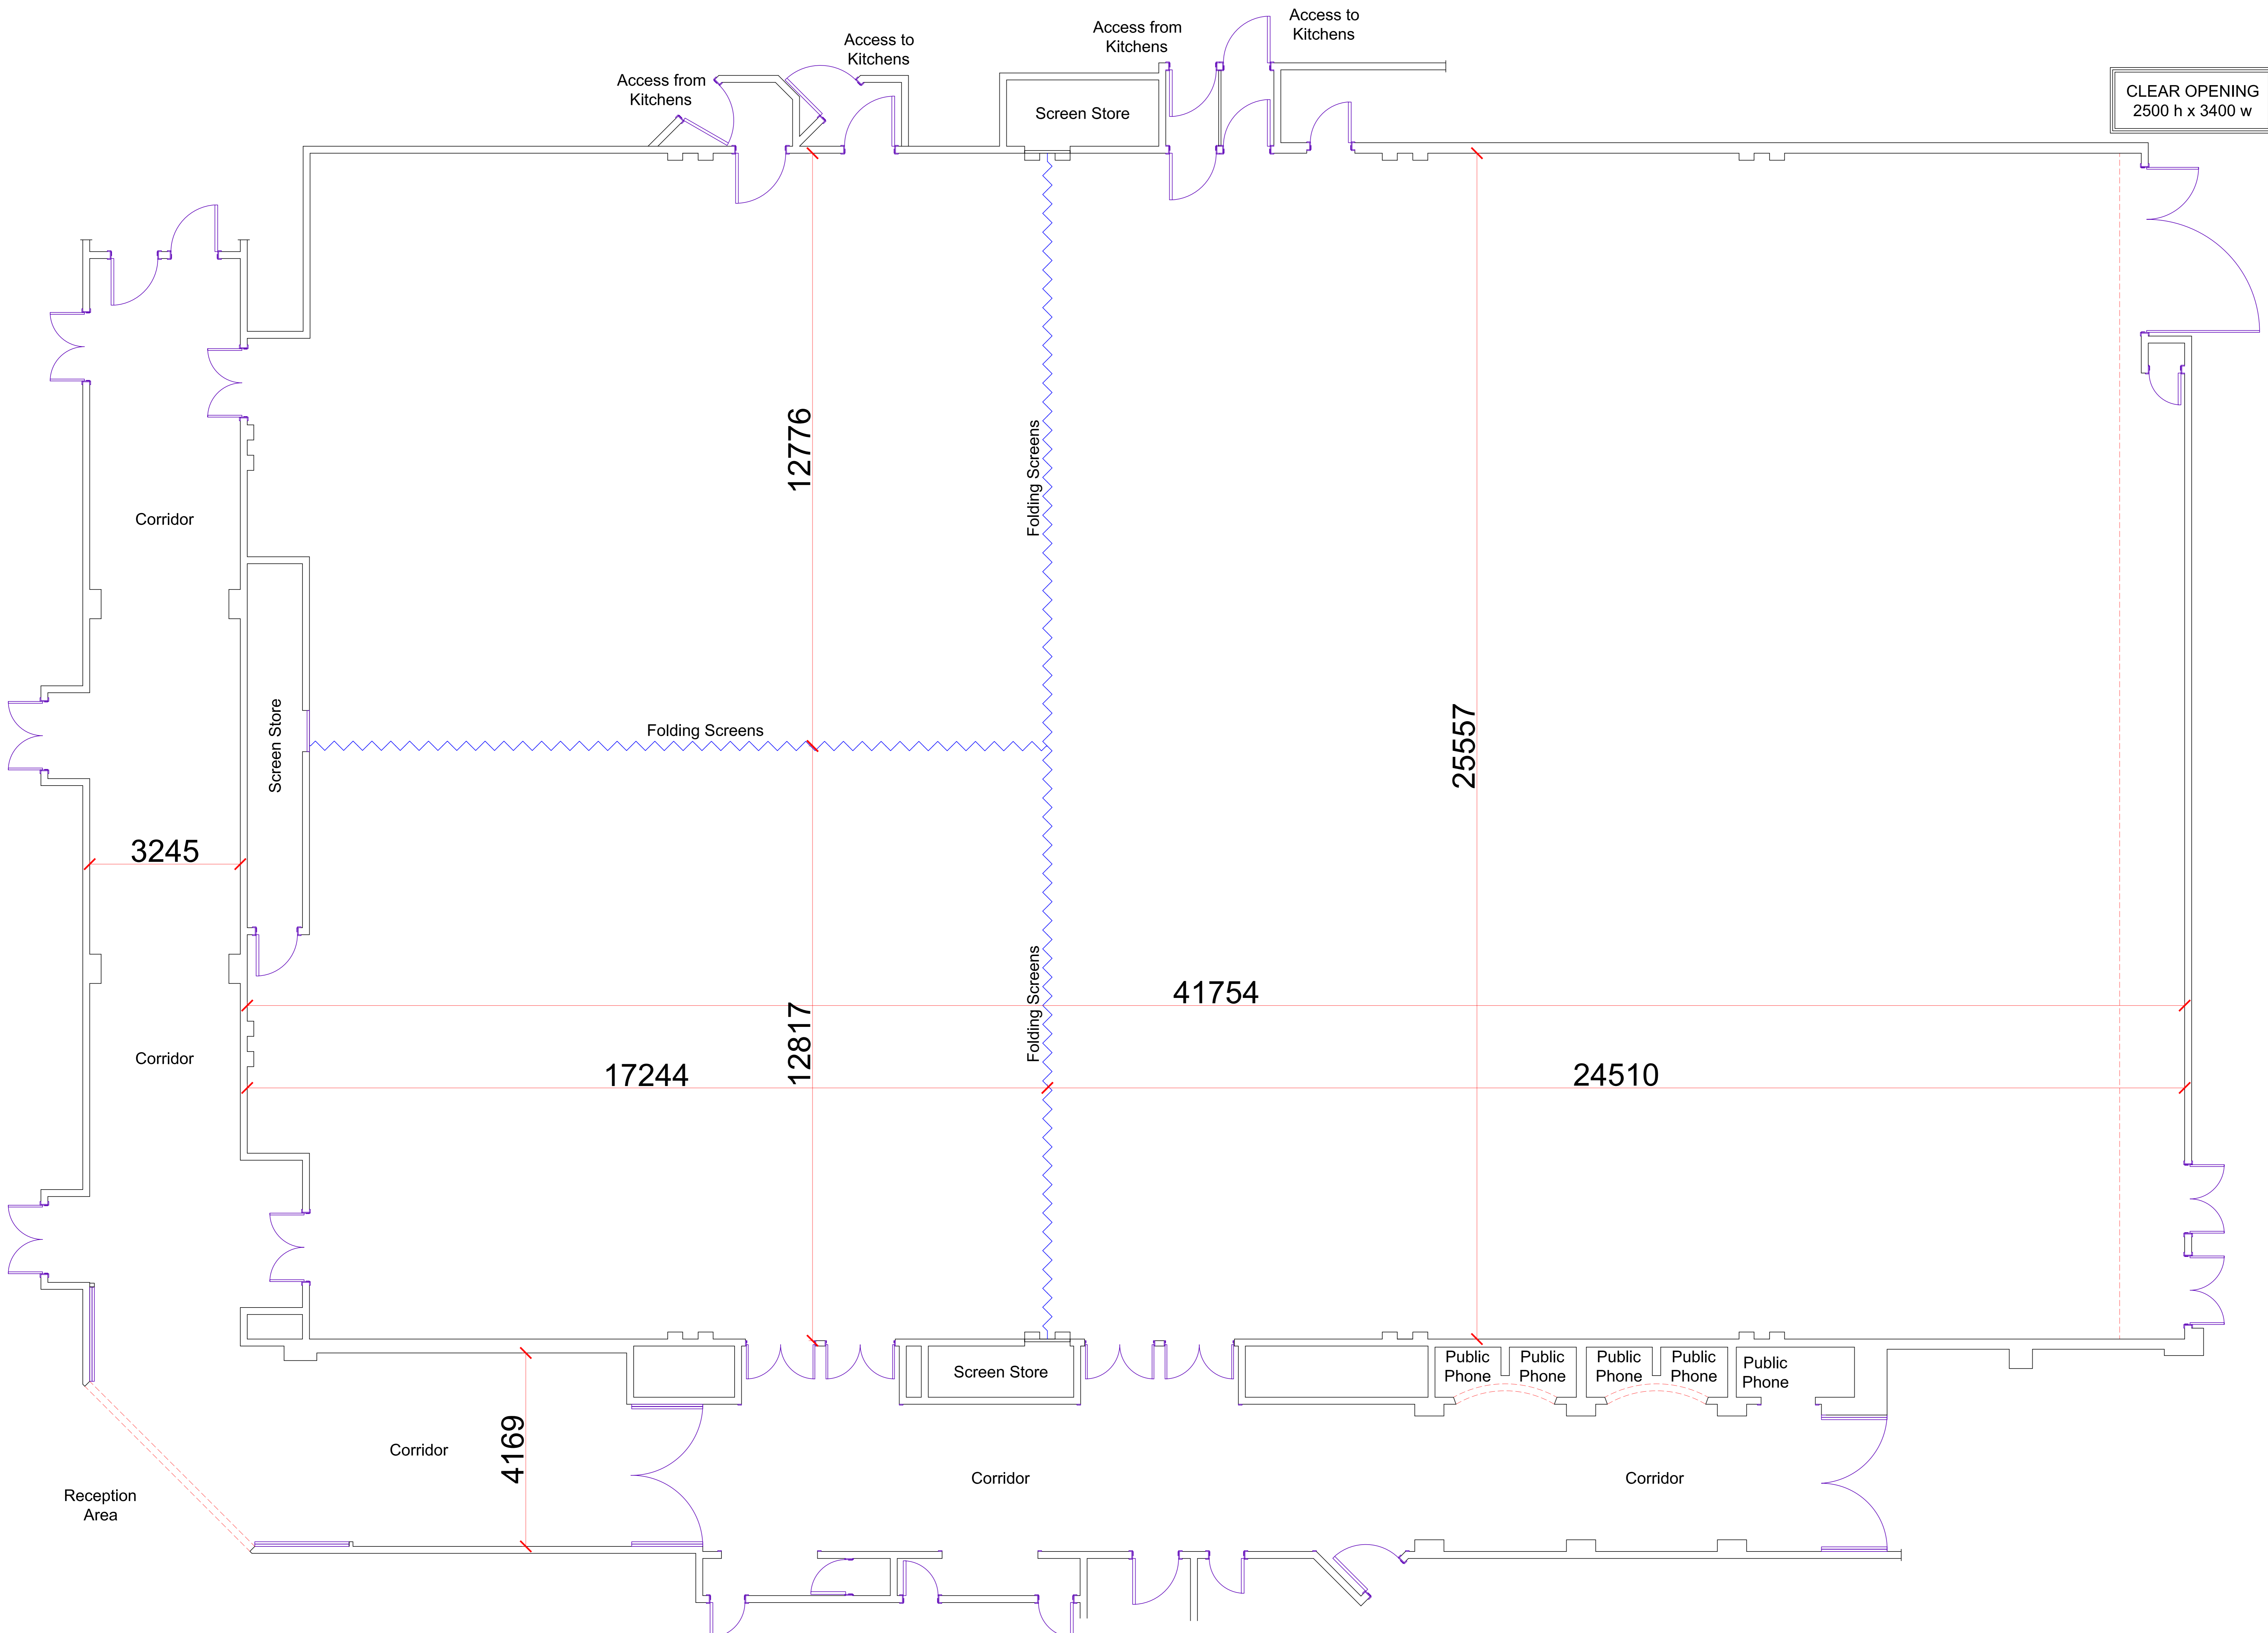 Access from
Kitchens
Access to
Kitchens
Access from
Kitchens
Access to
Kitchens
Screen Store
CLEAR OPENING
2500 h x 3400 w
Corridor
12776
Folding Screens
Screen Store
Folding Screens
25557
3245
Corridor
17244
12817
Folding Screens
41754
24510
Screen Store
Public
Phone
Public
Phone
Public
Phone
Public
Phone
Public
Phone
Corridor
4169
Corridor
Corridor
Reception
Area